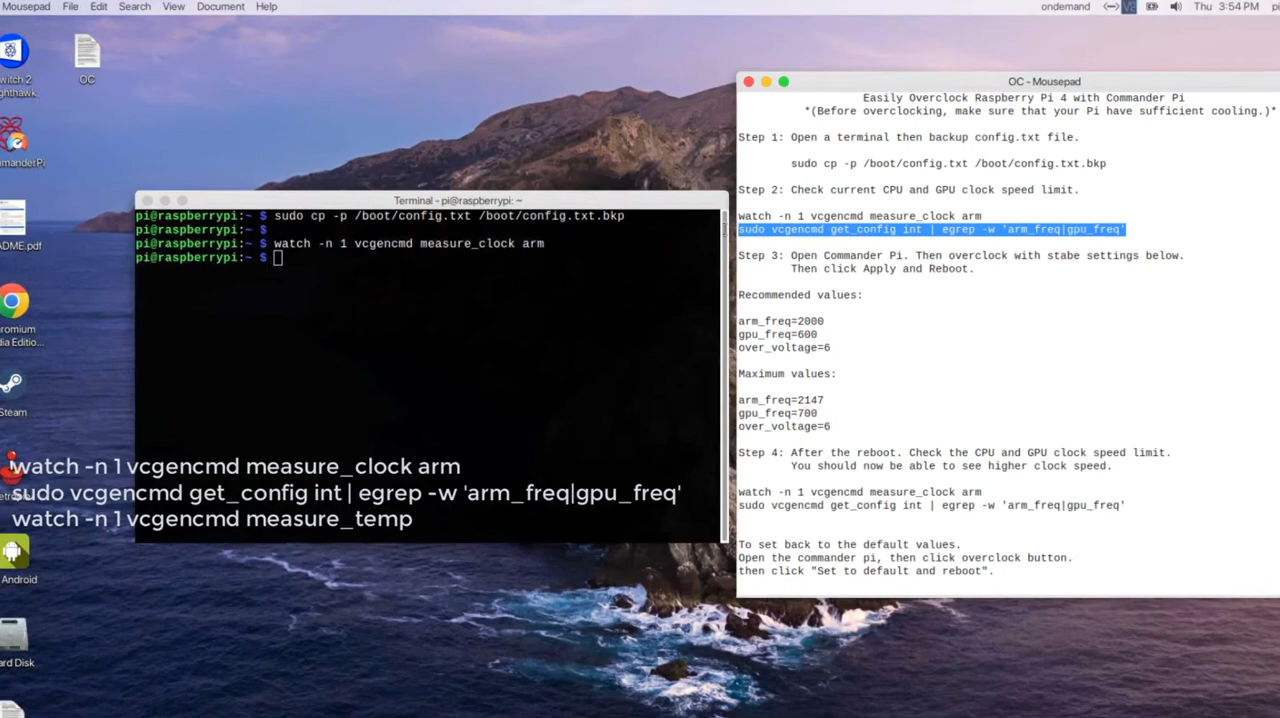 Mousepad File Edit Search View Document Help
ondemand Thu 3:54 PM pi
witch 2
ghthawk
OC
mmanderPi
ADME.pdf
romium
dia Editio...
Steam
Android
ard Disk
Terminal - pi@raspberrypi: ~
pi@raspberrypi:~ $ sudo cp -p /boot/config.txt /boot/config.txt.bkp
pi@raspberrypi:~ $
pi@raspberrypi:~ $ watch -n 1 vcgencmd measure_clock arm
pi@raspberrypi:~ $
watch -n 1 vcgencmd measure_clock arm
sudo vcgencmd get_config int | egrep -w 'arm_freq|gpu_freq'
watch -n 1 vcgencmd measure_temp
OC - Mousepad
Easily Overclock Raspberry Pi 4 with Commander Pi
*(Before overclocking, make sure that your Pi have sufficient cooling.)*
Step 1: Open a terminal then backup config.txt file.
sudo cp -p /boot/config.txt /boot/config.txt.bkp
Step 2: Check current CPU and GPU clock speed limit.
watch -n 1 vcgencmd measure_clock arm
sudo vcgencmd get_config int | egrep -w 'arm_freq|gpu_freq'
Step 3: Open Commander Pi. Then overclock with stabe settings below.
Then click Apply and Reboot.
Recommended values:
arm_freq=2000
gpu_freq=600
over_voltage=6
Maximum values:
arm_freq=2147
gpu_freq=700
over_voltage=6
Step 4: After the reboot. Check the CPU and GPU clock speed limit.
You should now be able to see higher clock speed.
watch -n 1 vcgencmd measure_clock arm
sudo vcgencmd get_config int | egrep -w 'arm_freq|gpu_freq'
To set back to the default values.
Open the commander pi, then click overclock button.
then click "Set to default and reboot".